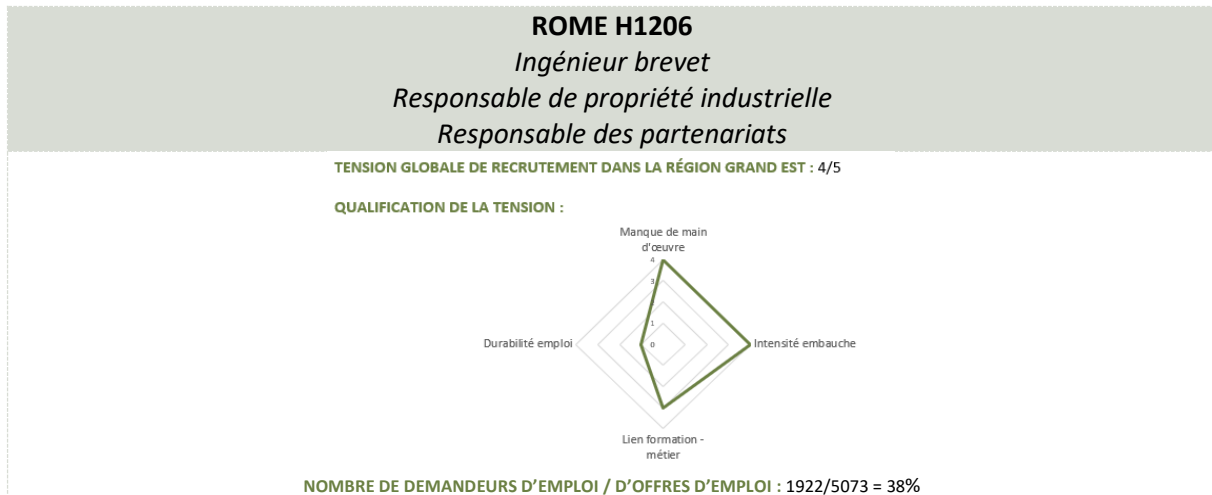 ROME H1206
Ingénieur brevet
Responsable de propriété industrielle
Responsable des partenariats
TENSION GLOBALE DE RECRUTEMENT DANS LA RÉGION GRAND EST : 4/5
QUALIFICATION DE LA TENSION :
Manque de main
d'œuvre
4
3
2
1
0
Durabilité emploi
Intensité embauche
Lien formation -
métier
NOMBRE DE DEMANDEURS D'EMPLOI / D'OFFRES D'EMPLOI : 1922/5073 = 38%